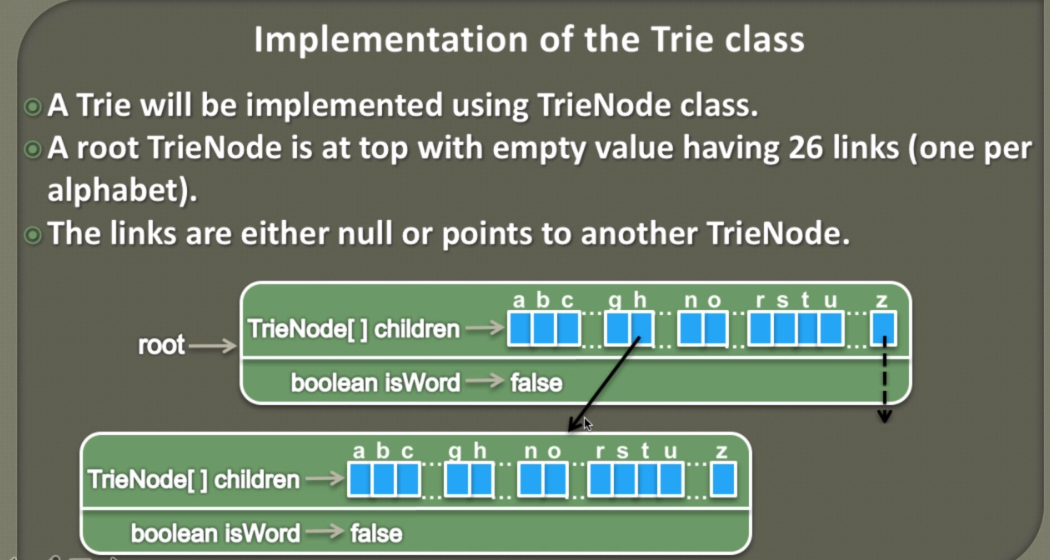 Implementation of the Trie class
A Trie will be implemented using TrieNode class.
A root TrieNode is at top with empty value having 26 links (one per
alphabet).
The links are either null or points to another TrieNode.
a b c g h n o r s t u z
TrieNode[ ] children ... ... ... ...
root
boolean isWord false
a b c g h n o r s t u z
TrieNode[ ] children ... ... ... ...
boolean isWord false